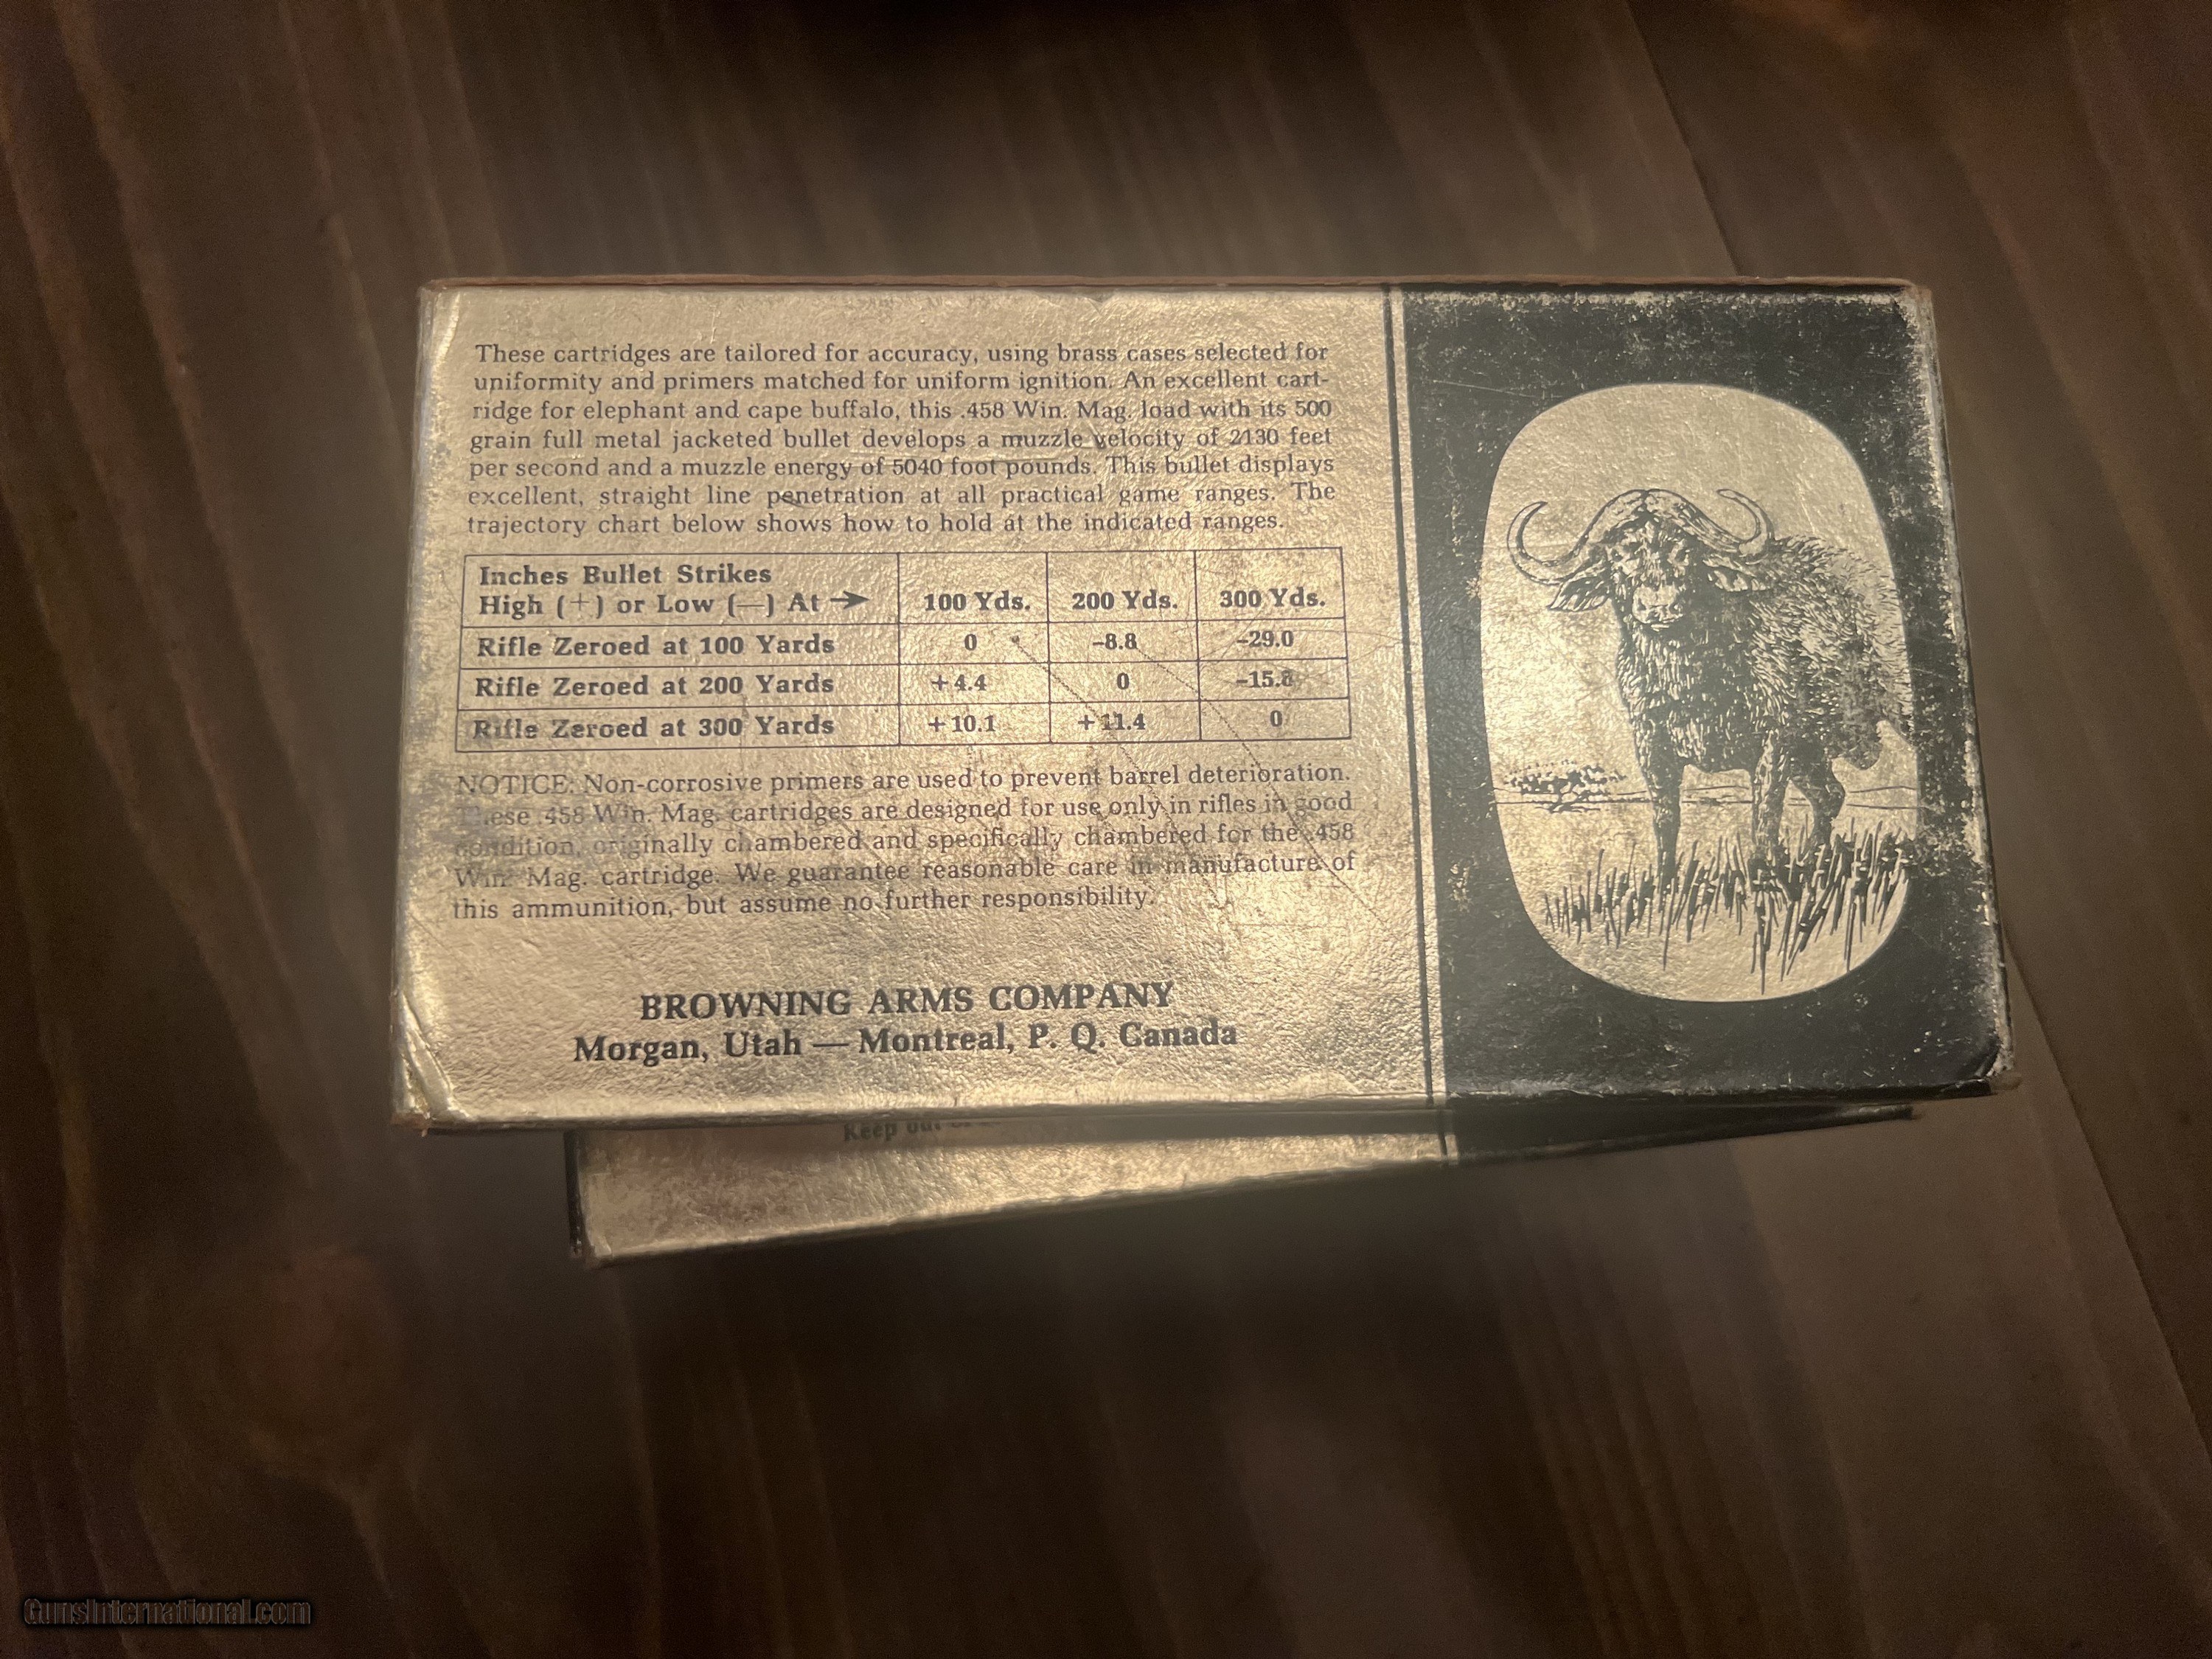 These cartridges are tailored for accuracy, using brass cases selected for
uniformity and primers matched for uniform ignition. An excellent cart-
ridge for elephant and cape buffalo, this .458 Win. Mag. load with its 500
grain full metal jacketed bullet develops a muzzle velocity of 2130 feet
per second and a muzzle energy of 5040 foot pounds. This bullet displays
excellent, straight line penetration at all practical game ranges. The
trajectory chart below shows how to hold at the indicated ranges.
Inches Bullet Strikes
High (+) or Low (—) At → 100 Yds. 200 Yds. 300 Yds.
Rifle Zeroed at 100 Yards 0 -8.8 -29.0
Rifle Zeroed at 200 Yards +4.4 0 -15.8
Rifle Zeroed at 300 Yards +10.1 +11.4 0
NOTICE: Non-corrosive primers are used to prevent barrel deterioration.
These .458 Win. Mag. cartridges are designed for use only in rifles in good
condition, originally chambered and specifically chambered for the .458
Win. Mag. cartridge. We guarantee reasonable care in manufacture of
this ammunition, but assume no further responsibility.
BROWNING ARMS COMPANY
Morgan, Utah — Montreal, P. Q. Canada
Keep out
GunsInternational.com